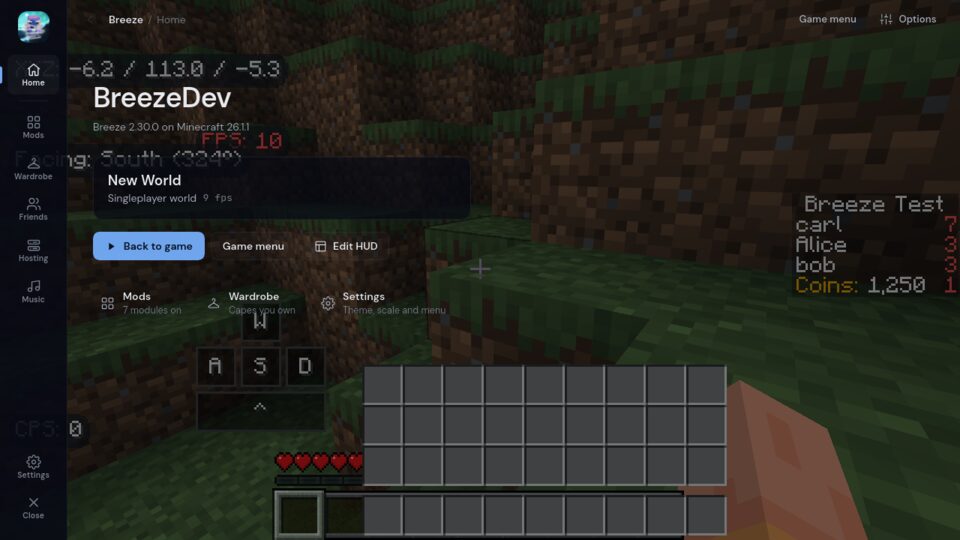 Breeze / Home
Game menu
Options
Home
-6.2 / 113.0 / -5.3
BreezeDev
Breeze 2.30.0 on Minecraft 26.1.1
FPS: 10
Mods
Facing: South (324°)
Wardrobe
New World
Singleplayer world 9 fps
Friends
Breeze Test
carl 7
Alice 3
bob 3
Coins: 1,250 1
Hosting
Back to game
Game menu
Edit HUD
Music
Mods
7 modules on
Wardrobe
Capes you own
Settings
Theme, scale and menu
W
A
S
D
^
CPS: 0
Settings
Close